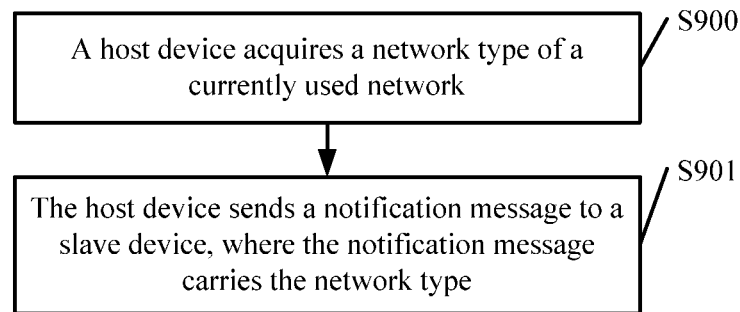 S900
A host device acquires a network type of a
currently used network
S901
The host device sends a notification message to a
slave device, where the notification message
carries the network type